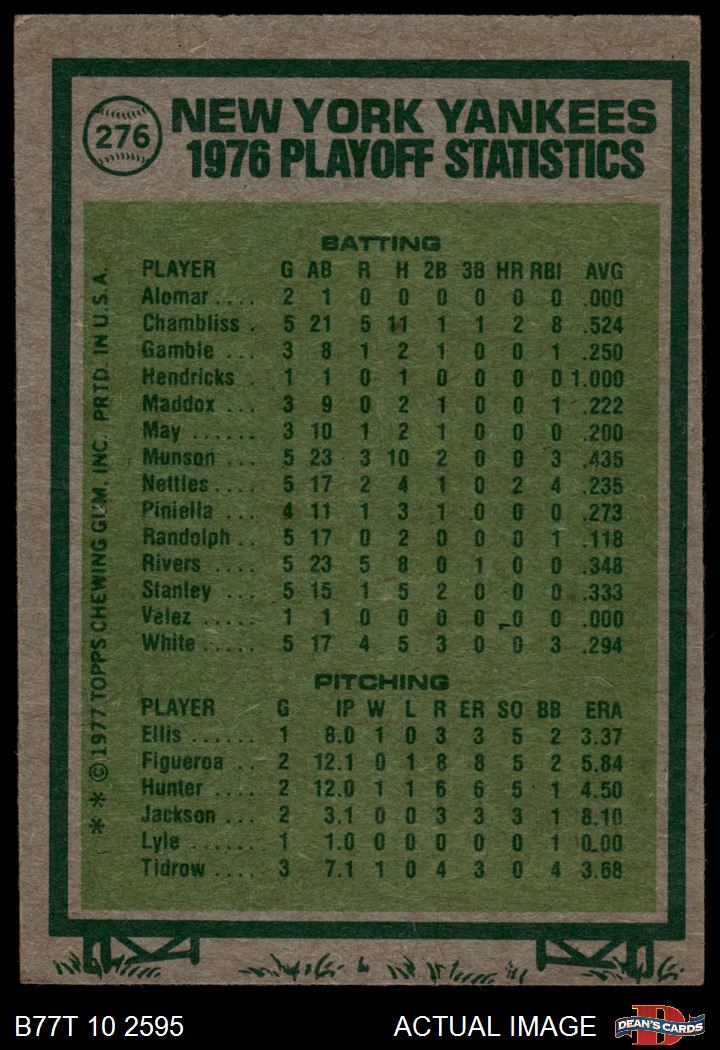 276
NEW YORK YANKEES
1976 PLAYOFF STATISTICS
BATTING
PLAYER G AB R H 2B 3B HR RBI AVG
Alomar .... 2 1 0 0 0 0 0 0 .000
Chambliss . 5 21 5 11 1 1 2 8 .524
Gamble ... 3 8 1 2 1 0 0 1 .250
Hendricks . 1 1 0 1 0 0 0 0 1.000
Maddox ... 3 9 0 2 1 0 0 1 .222
May ...... 3 10 1 2 1 0 0 0 .200
Munson ... 5 23 3 10 2 0 0 3 .435
Nettles .... 5 17 2 4 1 0 2 4 .235
Piniella .... 4 11 1 3 1 0 0 0 .273
Randolph .. 5 17 0 2 0 0 0 1 .118
Rivers .... 5 23 5 8 0 1 0 0 .348
Stanley ... 5 15 1 5 2 0 0 0 .333
Velez ..... 1 1 0 0 0 0 0 0 .000
White ..... 5 17 4 5 3 0 0 3 .294
PITCHING
PLAYER G IP W L R ER SO BB ERA
Ellis ...... 1 8.0 1 0 3 3 5 2 3.37
Figueroa .. 2 12.1 0 1 8 8 5 2 5.84
Hunter .... 2 12.0 1 1 6 6 5 1 4.50
Jackson ... 2 3.1 0 0 3 3 3 1 8.10
Lyle ...... 1 1.0 0 0 0 0 0 1 0.00
Tidrow .... 3 7.1 1 0 4 3 0 4 3.68
* * © 1977 TOPPS CHEWING GUM, INC. PRTD. IN U.S.A.
B77T 10 2595
ACTUAL IMAGE
D
DEAN'S CARDS